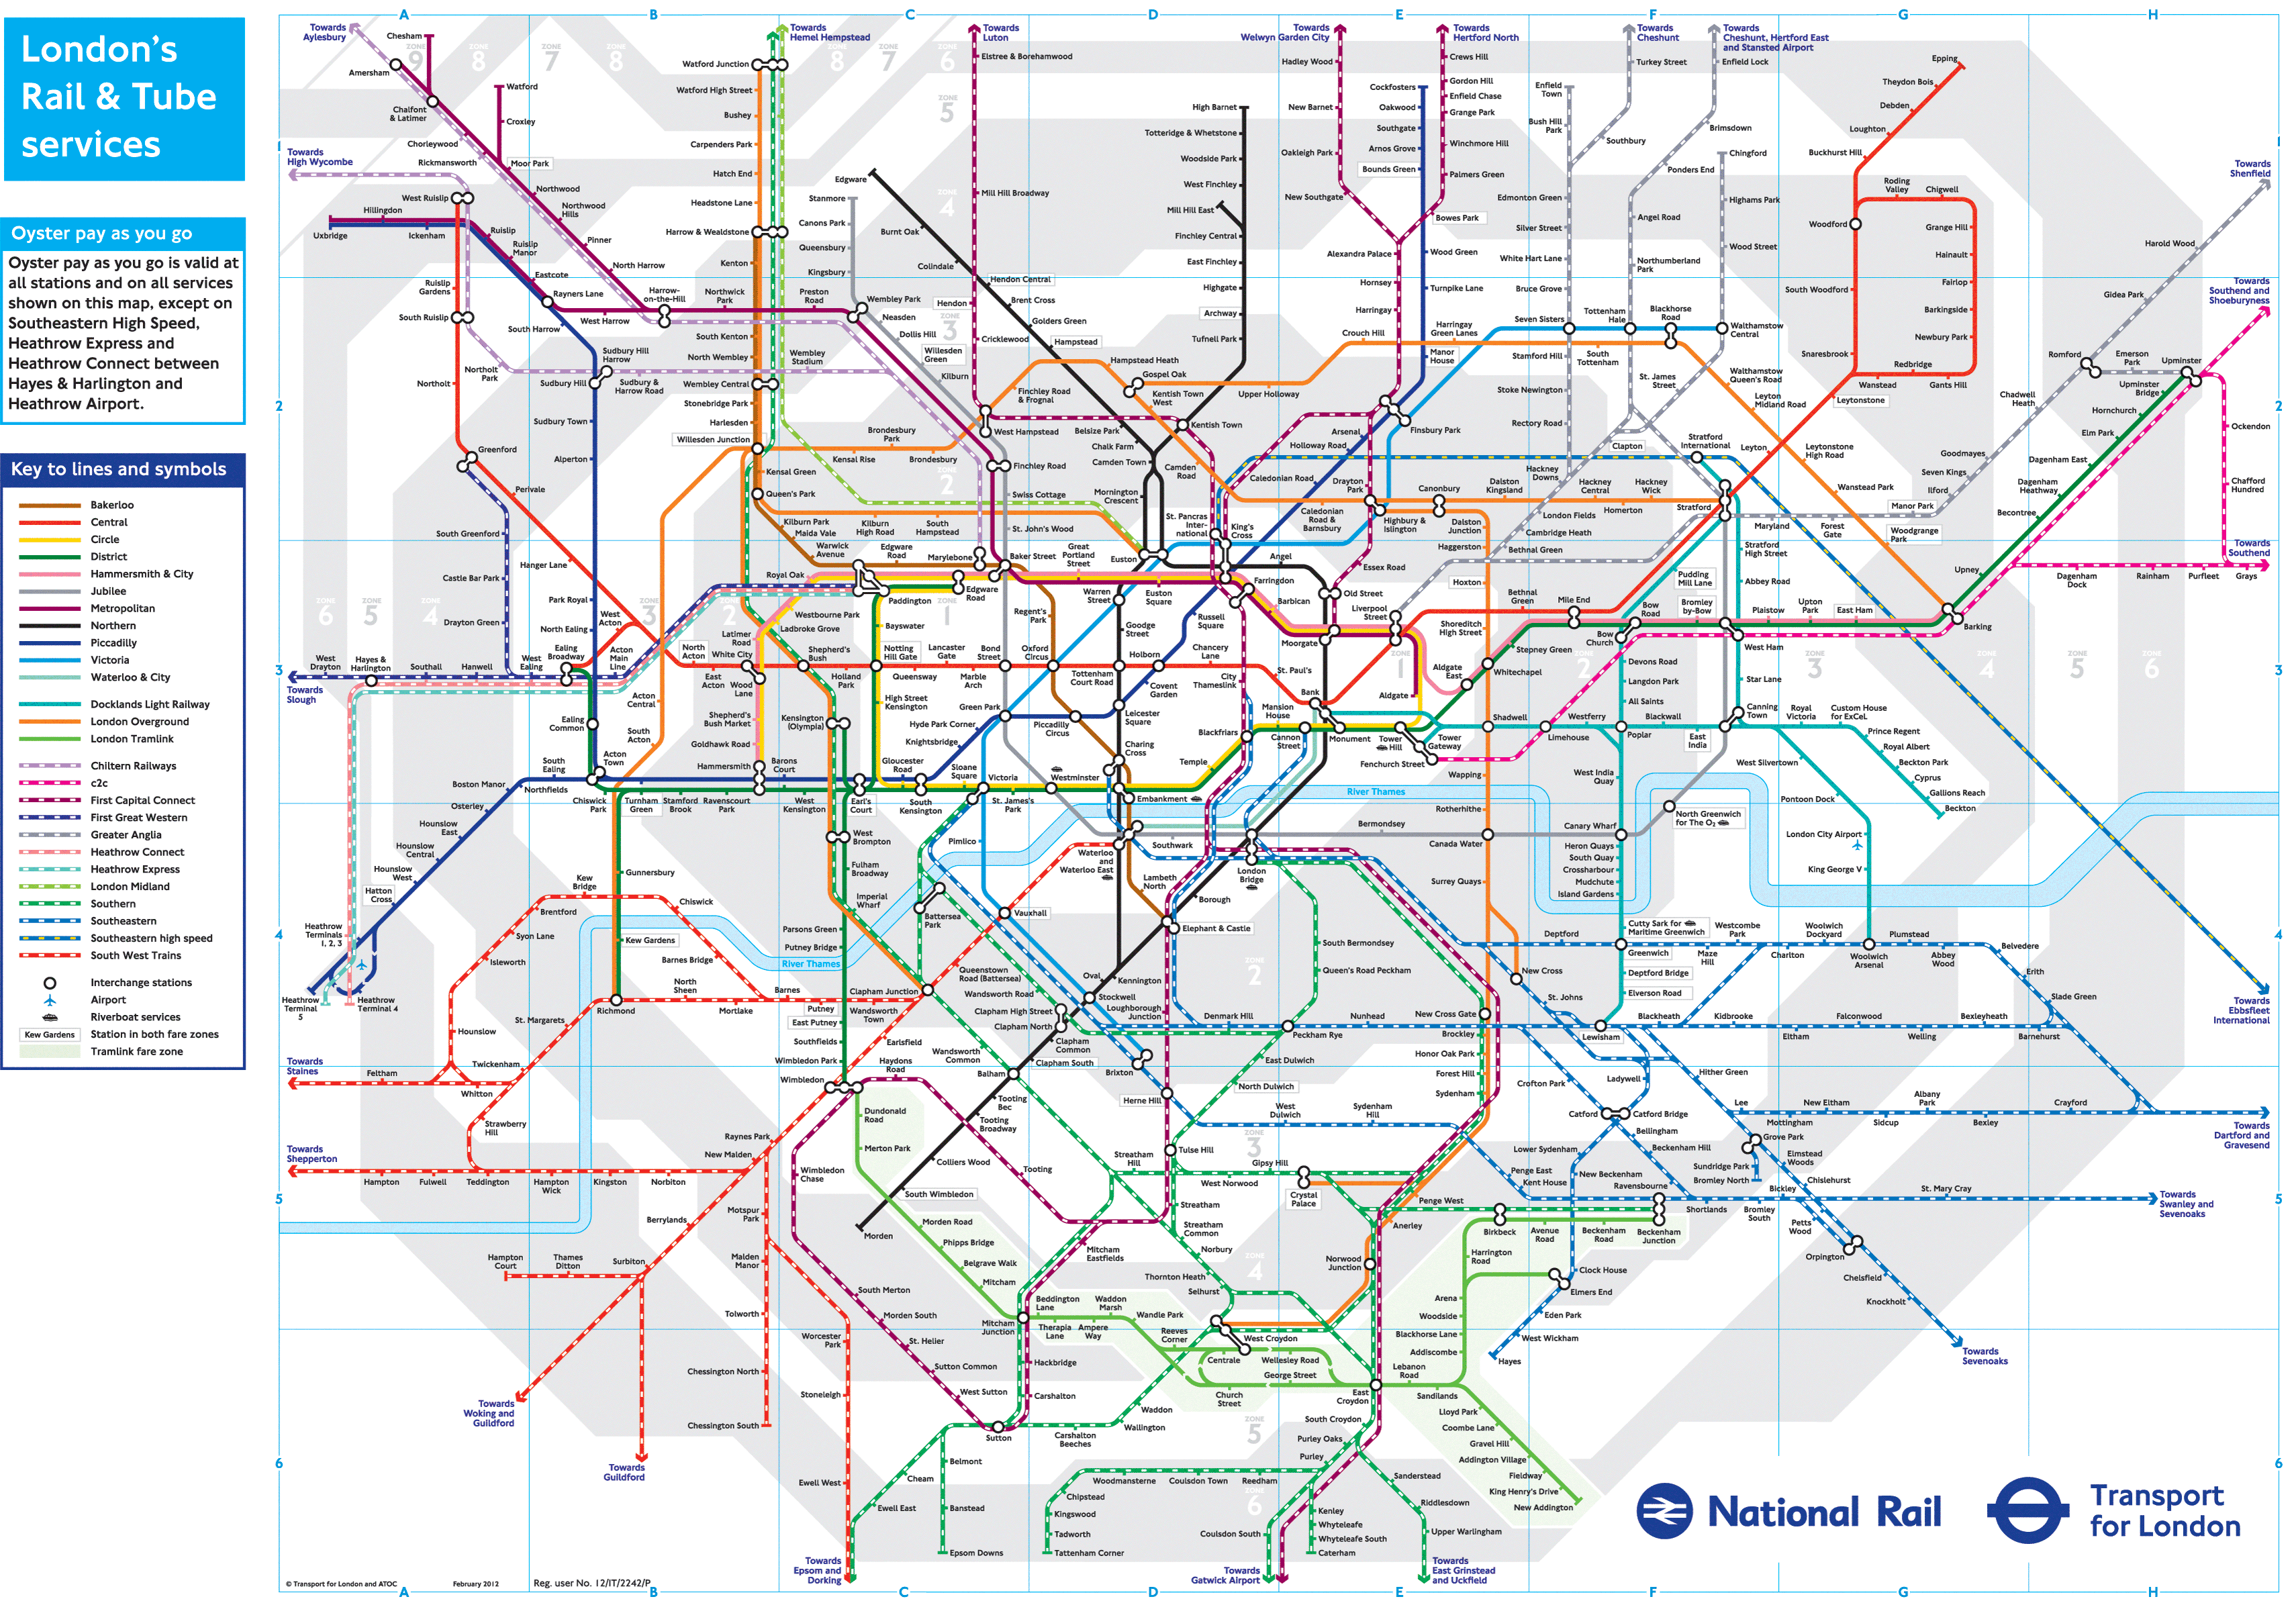 London's
Rail & Tube
services
Oyster pay as you go
Oyster pay as you go is valid at
all stations and on all services
shown on this map, except on
Southeastern High Speed,
Heathrow Express and
Heathrow Connect between
Hayes & Harlington and
Heathrow Airport.
Key to lines and symbols
Bakerloo
Central
Circle
District
Hammersmith & City
Jubilee
Metropolitan
Northern
Piccadilly
Victoria
Waterloo & City
Docklands Light Railway
London Overground
London Tramlink
Chiltern Railways
c2c
First Capital Connect
First Great Western
Greater Anglia
Heathrow Connect
Heathrow Express
London Midland
Southern
Southeastern
Southeastern high speed
South West Trains
Interchange stations
Airport
Riverboat services
Kew Gardens
Station in both fare zones
Tramlink fare zone
A
B
C
D
E
F
G
H
Towards
Aylesbury
Chesham
Amersham
Chalfont
& Latimer
Watford
Croxley
Chorleywood
Rickmansworth
Moor Park
Towards
High Wycombe
Northwood
Northwood
Hills
Pinner
North Harrow
West Ruislip
Hillingdon
Uxbridge
Ickenham
Ruislip
Ruislip
Manor
Eastcote
Rayners Lane
Ruislip
Gardens
South Ruislip
South Harrow
West Harrow
Harrow-
on-the-Hill
Northwick
Park
Preston
Road
Northolt
Northolt
Park
Sudbury Hill
Harrow
Sudbury Hill
Sudbury &
Harrow Road
Sudbury Town
Alperton
Greenford
Perivale
South Greenford
Castle Bar Park
Drayton Green
Hanger Lane
Park Royal
North Ealing
West
Acton
Ealing
Broadway
Acton
Main
Line
West
Ealing
Hanwell
Southall
Hayes &
Harlington
West
Drayton
Towards
Slough
Towards
Hemel Hempstead
Watford Junction
Watford High Street
Bushey
Carpenders Park
Hatch End
Headstone Lane
Harrow & Wealdstone
Kenton
South Kenton
North Wembley
Wembley Central
Stonebridge Park
Harlesden
Willesden Junction
Kensal Green
Queen's Park
Kilburn Park
Maida Vale
Warwick
Avenue
Edgware
Road
Marylebone
Royal Oak
Paddington
Edgware
Road
Baker Street
Great
Portland
Street
Wembley
Stadium
Edgware
Burnt Oak
Colindale
Hendon Central
Brent Cross
Golders Green
Hampstead
Belsize Park
Chalk Farm
Camden Town
Mornington
Crescent
Stanmore
Canons Park
Queensbury
Kingsbury
Wembley Park
Neasden
Dollis Hill
Willesden
Green
Kilburn
West Hampstead
Finchley Road
Swiss Cottage
St. John's Wood
Towards
Luton
Elstree & Borehamwood
Mill Hill Broadway
Hendon
Cricklewood
Finchley Road
& Frognal
Hampstead Heath
Brondesbury
Park
Brondesbury
Kensal Rise
Kilburn
High Road
South
Hampstead
High Barnet
Totteridge & Whetstone
Woodside Park
West Finchley
Mill Hill East
Finchley Central
East Finchley
Highgate
Archway
Tufnell Park
Kentish Town
Gospel Oak
Kentish Town
West
Camden
Road
Upper Holloway
Crouch Hill
Harringay
Green Lanes
South
Tottenham
Towards
Welwyn Garden City
Hadley Wood
New Barnet
Oakleigh Park
New Southgate
Alexandra Palace
Hornsey
Harringay
Towards
Hertford North
Crews Hill
Gordon Hill
Enfield Chase
Grange Park
Winchmore Hill
Palmers Green
Bowes Park
Cockfosters
Oakwood
Southgate
Arnos Grove
Bounds Green
Wood Green
Turnpike Lane
Manor
House
Finsbury Park
Arsenal
Holloway Road
Caledonian Road
Drayton
Park
Caledonian
Road &
Barnsbury
Highbury &
Islington
Canonbury
Dalston
Kingsland
Hackney
Central
Hackney
Wick
Homerton
Dalston
Junction
Haggerston
Hoxton
Shoreditch
High Street
Essex Road
Towards
Cheshunt
Turkey Street
Towards
Cheshunt, Hertford East
and Stansted Airport
Enfield Lock
Enfield
Town
Bush Hill
Park
Southbury
Edmonton Green
Silver Street
White Hart Lane
Bruce Grove
Seven Sisters
Stamford Hill
Stoke Newington
Rectory Road
Hackney
Downs
London Fields
Cambridge Heath
Bethnal Green
Brimsdown
Ponders End
Angel Road
Northumberland
Park
Tottenham
Hale
Blackhorse
Road
Walthamstow
Central
Chingford
Highams Park
Wood Street
St. James
Street
Clapton
Walthamstow
Queen's Road
Leyton
Midland Road
Leytonstone
High Road
Wanstead Park
Woodgrange
Park
Epping
Theydon Bois
Debden
Loughton
Buckhurst Hill
Roding
Valley
Chigwell
Woodford
Grange Hill
Hainault
Fairlop
Barkingside
Newbury Park
South Woodford
Snaresbrook
Redbridge
Wanstead
Gants Hill
Leytonstone
Leyton
Stratford
International
Stratford
Maryland
Forest
Gate
Manor Park
Ilford
Seven Kings
Goodmayes
Chadwell
Heath
Romford
Gidea Park
Harold Wood
Towards
Shenfield
Towards
Southend and
Shoeburyness
Emerson
Park
Upminster
Upminster
Bridge
Hornchurch
Elm Park
Dagenham East
Dagenham
Heathway
Becontree
Upney
Barking
Ockendon
Chafford
Hundred
Towards
Southend
Dagenham
Dock
Rainham
Purfleet
Grays
Stratford
High Street
Abbey Road
Pudding
Mill Lane
Bow
Road
Bromley
by-Bow
Plaistow
Upton
Park
East Ham
West Ham
Star Lane
Canning
Town
Bow
Church
Mile End
Bethnal
Green
Stepney Green
Whitechapel
Devons Road
Langdon Park
All Saints
Poplar
Blackwall
East
India
Westferry
Limehouse
Shadwell
West India
Quay
Canary Wharf
Heron Quays
South Quay
Crossharbour
Mudchute
Island Gardens
Cutty Sark for
Maritime Greenwich
Greenwich
Deptford Bridge
Elverson Road
Lewisham
North Greenwich
for The O2
Royal
Victoria
Custom House
for ExCeL
Prince Regent
Royal Albert
Beckton Park
Cyprus
Gallions Reach
Beckton
West Silvertown
Pontoon Dock
London City Airport
King George V
Woolwich
Arsenal
St. Pancras
Inter-
national
King's
Cross
Euston
Euston
Square
Warren
Street
Angel
Farringdon
Barbican
Old Street
Moorgate
Liverpool
Street
Aldgate
East
Aldgate
Regent's
Park
Goodge
Street
Russell
Square
Oxford
Circus
Holborn
Chancery
Lane
St. Paul's
Bank
Tottenham
Court Road
Covent
Garden
Leicester
Square
City
Thameslink
Blackfriars
Mansion
House
Cannon
Street
Monument
Tower
Hill
Tower
Gateway
Fenchurch Street
Piccadilly
Circus
Charing
Cross
Temple
Embankment
Westminster
St. James's
Park
Victoria
Sloane
Square
Green Park
Hyde Park Corner
Knightsbridge
South
Kensington
Gloucester
Road
Bond
Street
Marble
Arch
Lancaster
Gate
Queensway
Notting
Hill Gate
Bayswater
High Street
Kensington
Holland
Park
Shepherd's
Bush
White City
East
Acton
North
Acton
Westbourne Park
Ladbroke Grove
Latimer
Road
Wood
Lane
Shepherd's
Bush Market
Goldhawk Road
Hammersmith
Kensington
(Olympia)
Barons
Court
Earl's
Court
West
Kensington
Ravenscourt
Park
Stamford
Brook
Turnham
Green
Chiswick
Park
Acton
Town
Acton
Central
South
Acton
Ealing
Common
South
Ealing
Northfields
Boston Manor
Osterley
Hounslow
East
Hounslow
Central
Hounslow
West
Hatton
Cross
Heathrow
Terminals
1, 2, 3
Heathrow
Terminal
5
Heathrow
Terminal 4
Gunnersbury
Kew Gardens
Richmond
West
Brompton
Fulham
Broadway
Parsons Green
Putney Bridge
East Putney
Southfields
Wimbledon Park
Wimbledon
Imperial
Wharf
Clapham Junction
Battersea
Park
Pimlico
Vauxhall
Waterloo
and
Waterloo East
Southwark
London
Bridge
Bermondsey
Canada Water
Rotherhithe
Wapping
Surrey Quays
New Cross
New Cross Gate
Lambeth
North
Elephant & Castle
Borough
Kennington
Oval
Stockwell
Clapham North
Clapham High Street
Wandsworth Road
Clapham
Common
Clapham South
Balham
Tooting
Bec
Tooting
Broadway
Colliers Wood
South Wimbledon
Morden
Brixton
Loughborough
Junction
Denmark Hill
Peckham Rye
Queen's Road Peckham
South Bermondsey
Nunhead
East Dulwich
North Dulwich
Herne Hill
Tulse Hill
West
Dulwich
Sydenham
Hill
Brockley
Honor Oak Park
Forest Hill
Sydenham
Gipsy Hill
Crystal
Palace
West Norwood
Streatham
Hill
Streatham
Streatham
Common
Norbury
Thornton Heath
Selhurst
Norwood
Junction
Anerley
Penge West
Penge East
Kent House
River Thames
River Thames
Kew
Bridge
Chiswick
Brentford
Syon Lane
Isleworth
Barnes Bridge
Barnes
Mortlake
North
Sheen
Putney
Wandsworth
Town
Queenstown
Road (Battersea)
St. Margarets
Hounslow
Twickenham
Feltham
Towards
Staines
Whitton
Strawberry
Hill
Towards
Shepperton
Hampton
Fulwell
Teddington
Hampton
Wick
Kingston
Norbiton
New Malden
Raynes Park
Earlsfield
Haydons
Road
Wandsworth
Common
Hampton
Court
Thames
Ditton
Surbiton
Berrylands
Motspur
Park
Malden
Manor
Tolworth
Chessington North
Chessington South
Worcester
Park
Stoneleigh
Ewell West
Towards
Woking and
Guildford
Towards
Guildford
Towards
Epsom and
Dorking
Dundonald
Road
Merton Park
Morden Road
Phipps Bridge
Belgrave Walk
Mitcham
Mitcham
Junction
Beddington
Lane
Therapia
Lane
Waddon
Marsh
Ampere
Way
Wandle Park
Reeves
Corner
Centrale
West Croydon
Wellesley Road
Church
Street
George Street
East
Croydon
Lebanon
Road
Sandilands
Lloyd Park
Coombe Lane
Gravel Hill
Addington Village
Fieldway
King Henry's Drive
New Addington
Addiscombe
Blackhorse Lane
Woodside
Arena
Harrington
Road
Birkbeck
Avenue
Road
Beckenham
Road
Beckenham
Junction
Elmers End
Clock House
Eden Park
West Wickham
Hayes
Wimbledon
Chase
South Merton
Morden South
St. Helier
Sutton Common
West Sutton
Sutton
Tooting
Mitcham
Eastfields
Hackbridge
Carshalton
Carshalton
Beeches
Wallington
Waddon
Cheam
Ewell East
Belmont
Banstead
Epsom Downs
South Croydon
Purley Oaks
Purley
Sanderstead
Riddlesdown
Upper Warlingham
Towards
East Grinstead
and Uckfield
Kenley
Whyteleafe
Whyteleafe South
Caterham
Coulsdon South
Towards
Gatwick Airport
Reedham
Coulsdon Town
Woodmansterne
Chipstead
Kingswood
Tadworth
Tattenham Corner
Deptford
Maze
Hill
Westcombe
Park
Charlton
Woolwich
Dockyard
Plumstead
Abbey
Wood
Belvedere
Erith
Slade Green
Towards
Ebbsfleet
International
St. Johns
Blackheath
Kidbrooke
Eltham
Falconwood
Welling
Bexleyheath
Barnehurst
Hither Green
Lee
Mottingham
New Eltham
Sidcup
Albany
Park
Bexley
Crayford
Towards
Dartford and
Gravesend
Crofton Park
Ladywell
Catford
Catford Bridge
Bellingham
Lower Sydenham
Beckenham Hill
New Beckenham
Ravensbourne
Grove Park
Sundridge Park
Bromley North
Elmstead
Woods
Chislehurst
Bickley
St. Mary Cray
Shortlands
Bromley
South
Petts
Wood
Orpington
Chelsfield
Knockholt
Towards
Swanley and
Sevenoaks
Towards
Sevenoaks
National Rail
Transport
for London
© Transport for London and ATOC
February 2012
Reg. user No. 12/IT/2242/P
A
B
C
D
E
F
G
H